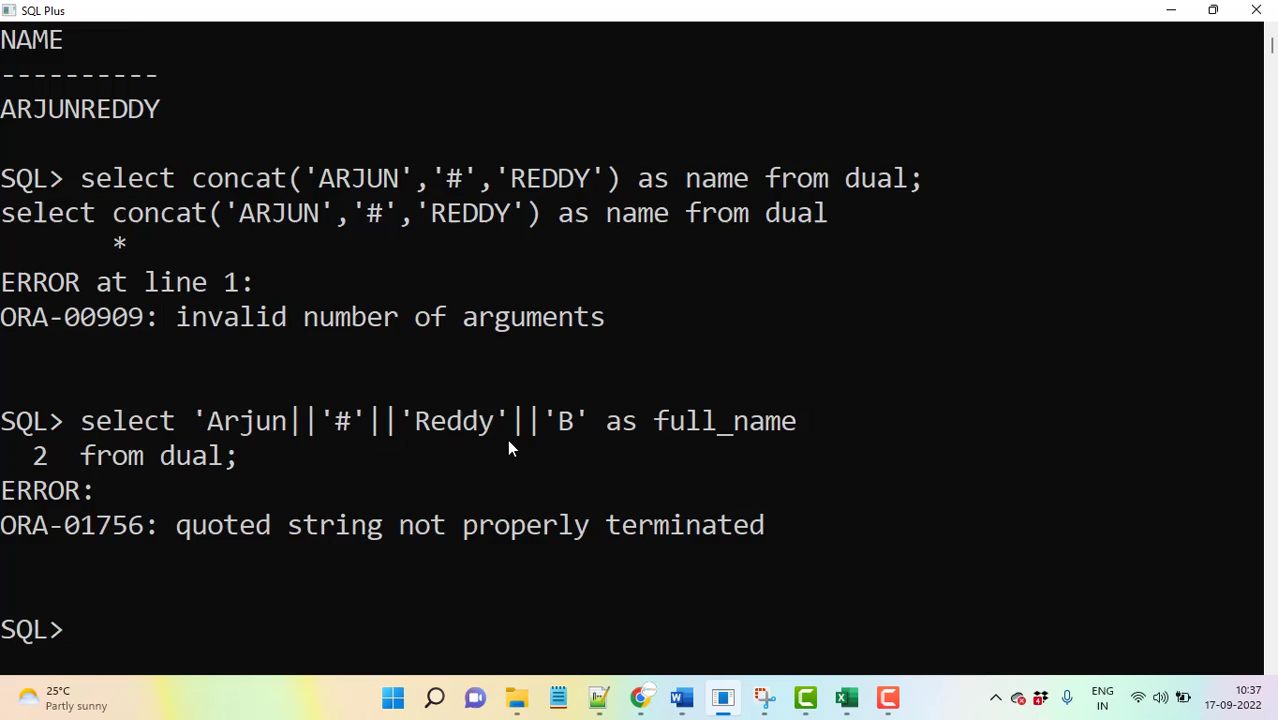 SQL Plus
NAME
----------
ARJUNREDDY
SQL> select concat('ARJUN','#','REDDY') as name from dual;
select concat('ARJUN','#','REDDY') as name from dual
       *
ERROR at line 1:
ORA-00909: invalid number of arguments
SQL> select 'Arjun||'#'||'Reddy'||'B' as full_name
  2  from dual;
ERROR:
ORA-01756: quoted string not properly terminated
SQL>
25°C
Partly sunny
ENG
IN
10:37
17-09-2022